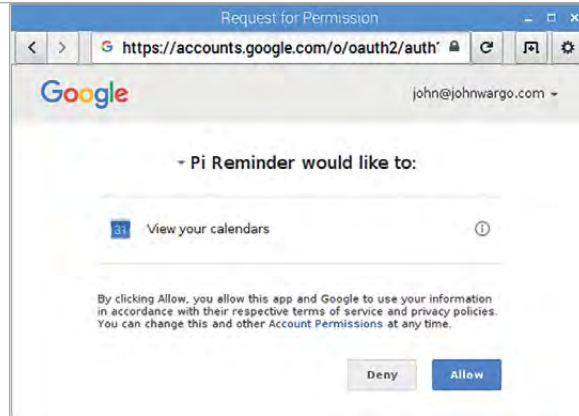 Request for Permission
https://accounts.google.com/o/oauth2/auth
Google
john@johnwargo.com
Pi Reminder would like to:
31 View your calendars
By clicking Allow, you allow this app and Google to use your information
in accordance with their respective terms of service and privacy policies.
You can change this and other Account Permissions at any time.
Deny Allow